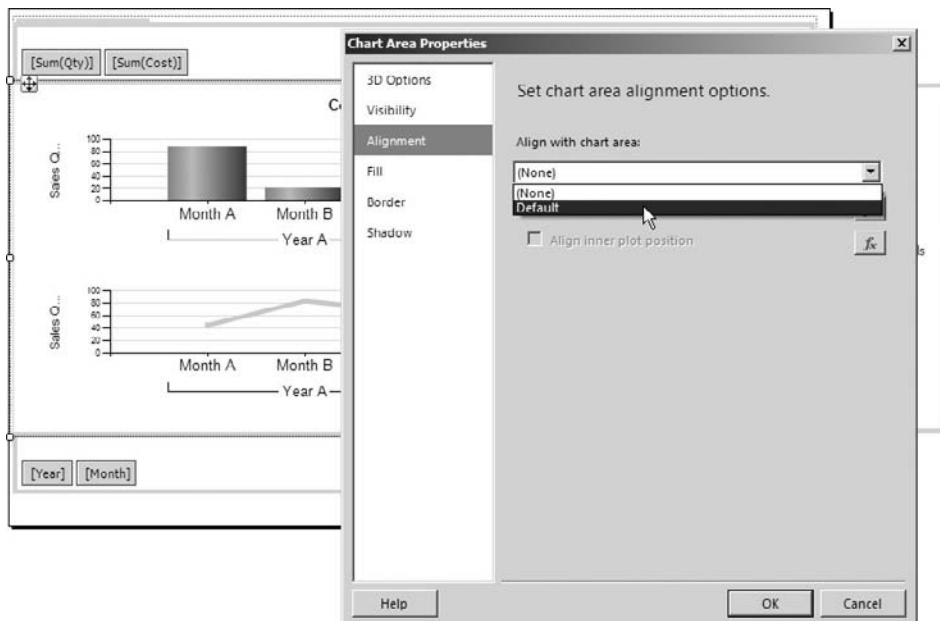 [Sum(Qty)] [Sum(Cost)]
Sales Q...
100
80
60
40
20
0
Month A Month B
Year A
Sales Q...
100
80
60
40
20
0
Month A Month B
Year A
[Year] [Month]
Chart Area Properties
3D Options
Visibility
Alignment
Fill
Border
Shadow
Set chart area alignment options.
Align with chart area:
(None)
(None)
Default
Align inner plot position
fx
Help
OK
Cancel